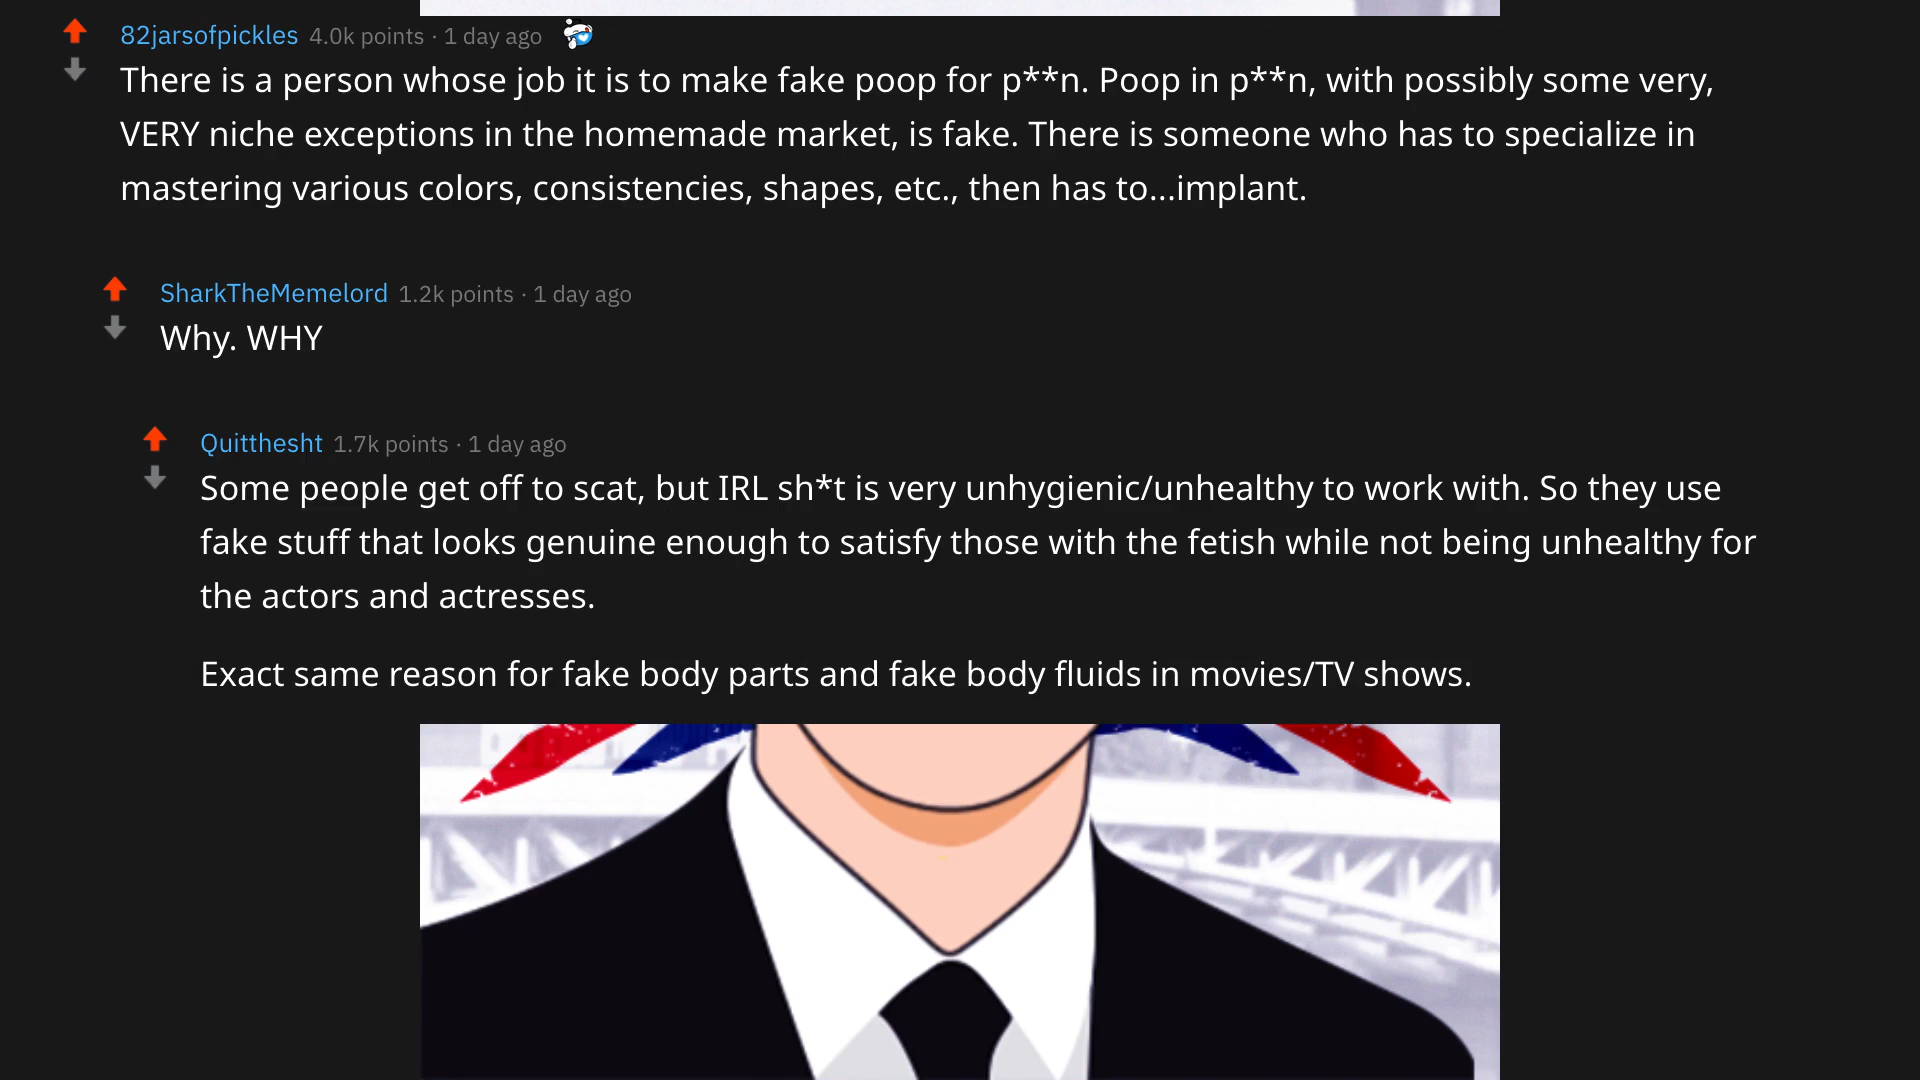 82jarsofpickles 4.0k points · 1 day ago
There is a person whose job it is to make fake poop for p**n. Poop in p**n, with possibly some very,
VERY niche exceptions in the homemade market, is fake. There is someone who has to specialize in
mastering various colors, consistencies, shapes, etc., then has to...implant.
SharkTheMemelord 1.2k points · 1 day ago
Why. WHY
Quitthesht 1.7k points · 1 day ago
Some people get off to scat, but IRL sh*t is very unhygienic/unhealthy to work with. So they use
fake stuff that looks genuine enough to satisfy those with the fetish while not being unhealthy for
the actors and actresses.
Exact same reason for fake body parts and fake body fluids in movies/TV shows.